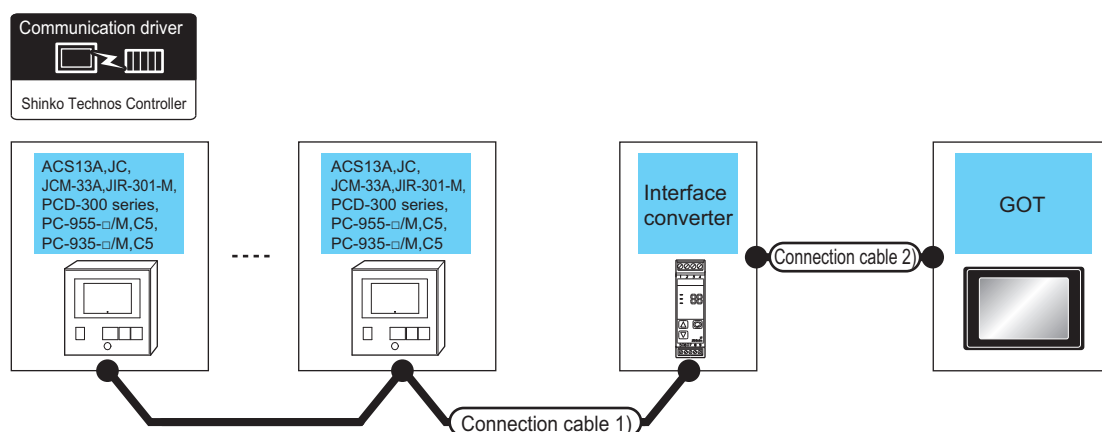 Communication driver
Shinko Technos Controller
ACS13A,JC,
JCM-33A,JIR-301-M,
PCD-300 series,
PC-955-□/M,C5,
PC-935-□/M,C5
ACS13A,JC,
JCM-33A,JIR-301-M,
PCD-300 series,
PC-955-□/M,C5,
PC-935-□/M,C5
Interface
converter
88
GOT
Connection cable 2)
Connection cable 1)